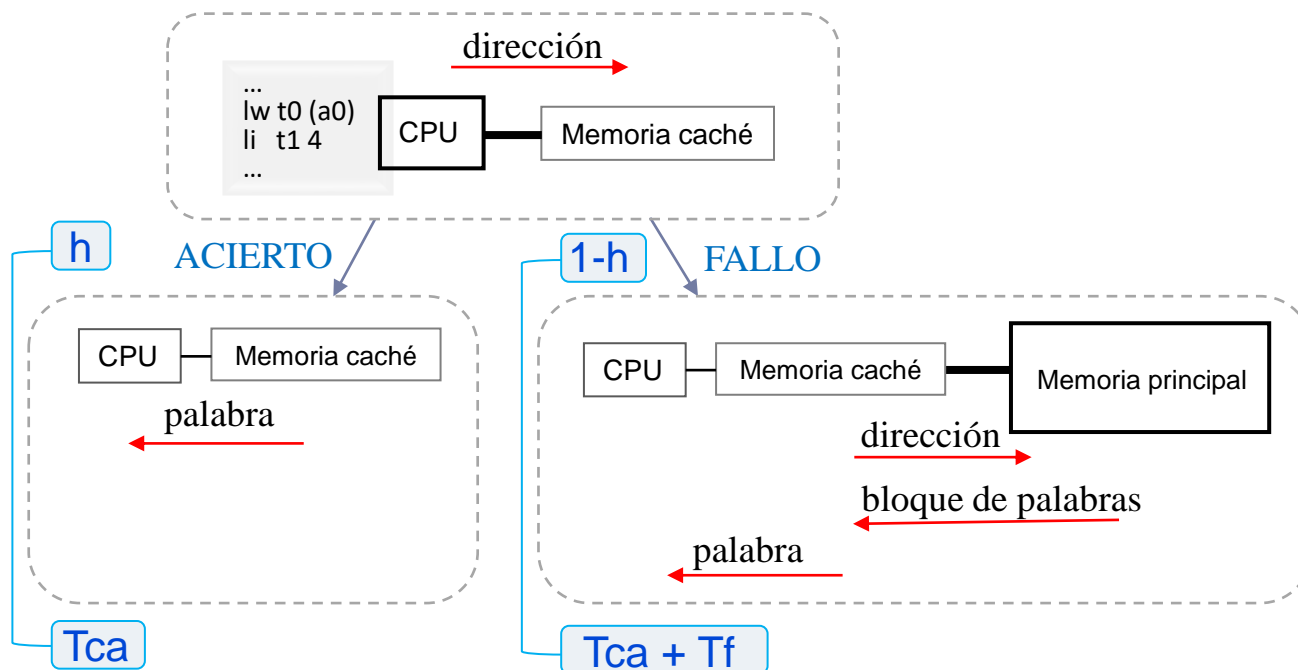 dirección
...
lw t0 (a0)
li t1 4
...
CPU
Memoria caché
h
ACIERTO
1-h
FALLO
CPU
Memoria caché
palabra
CPU
Memoria caché
Memoria principal
dirección
bloque de palabras
palabra
Tca
Tca + Tf